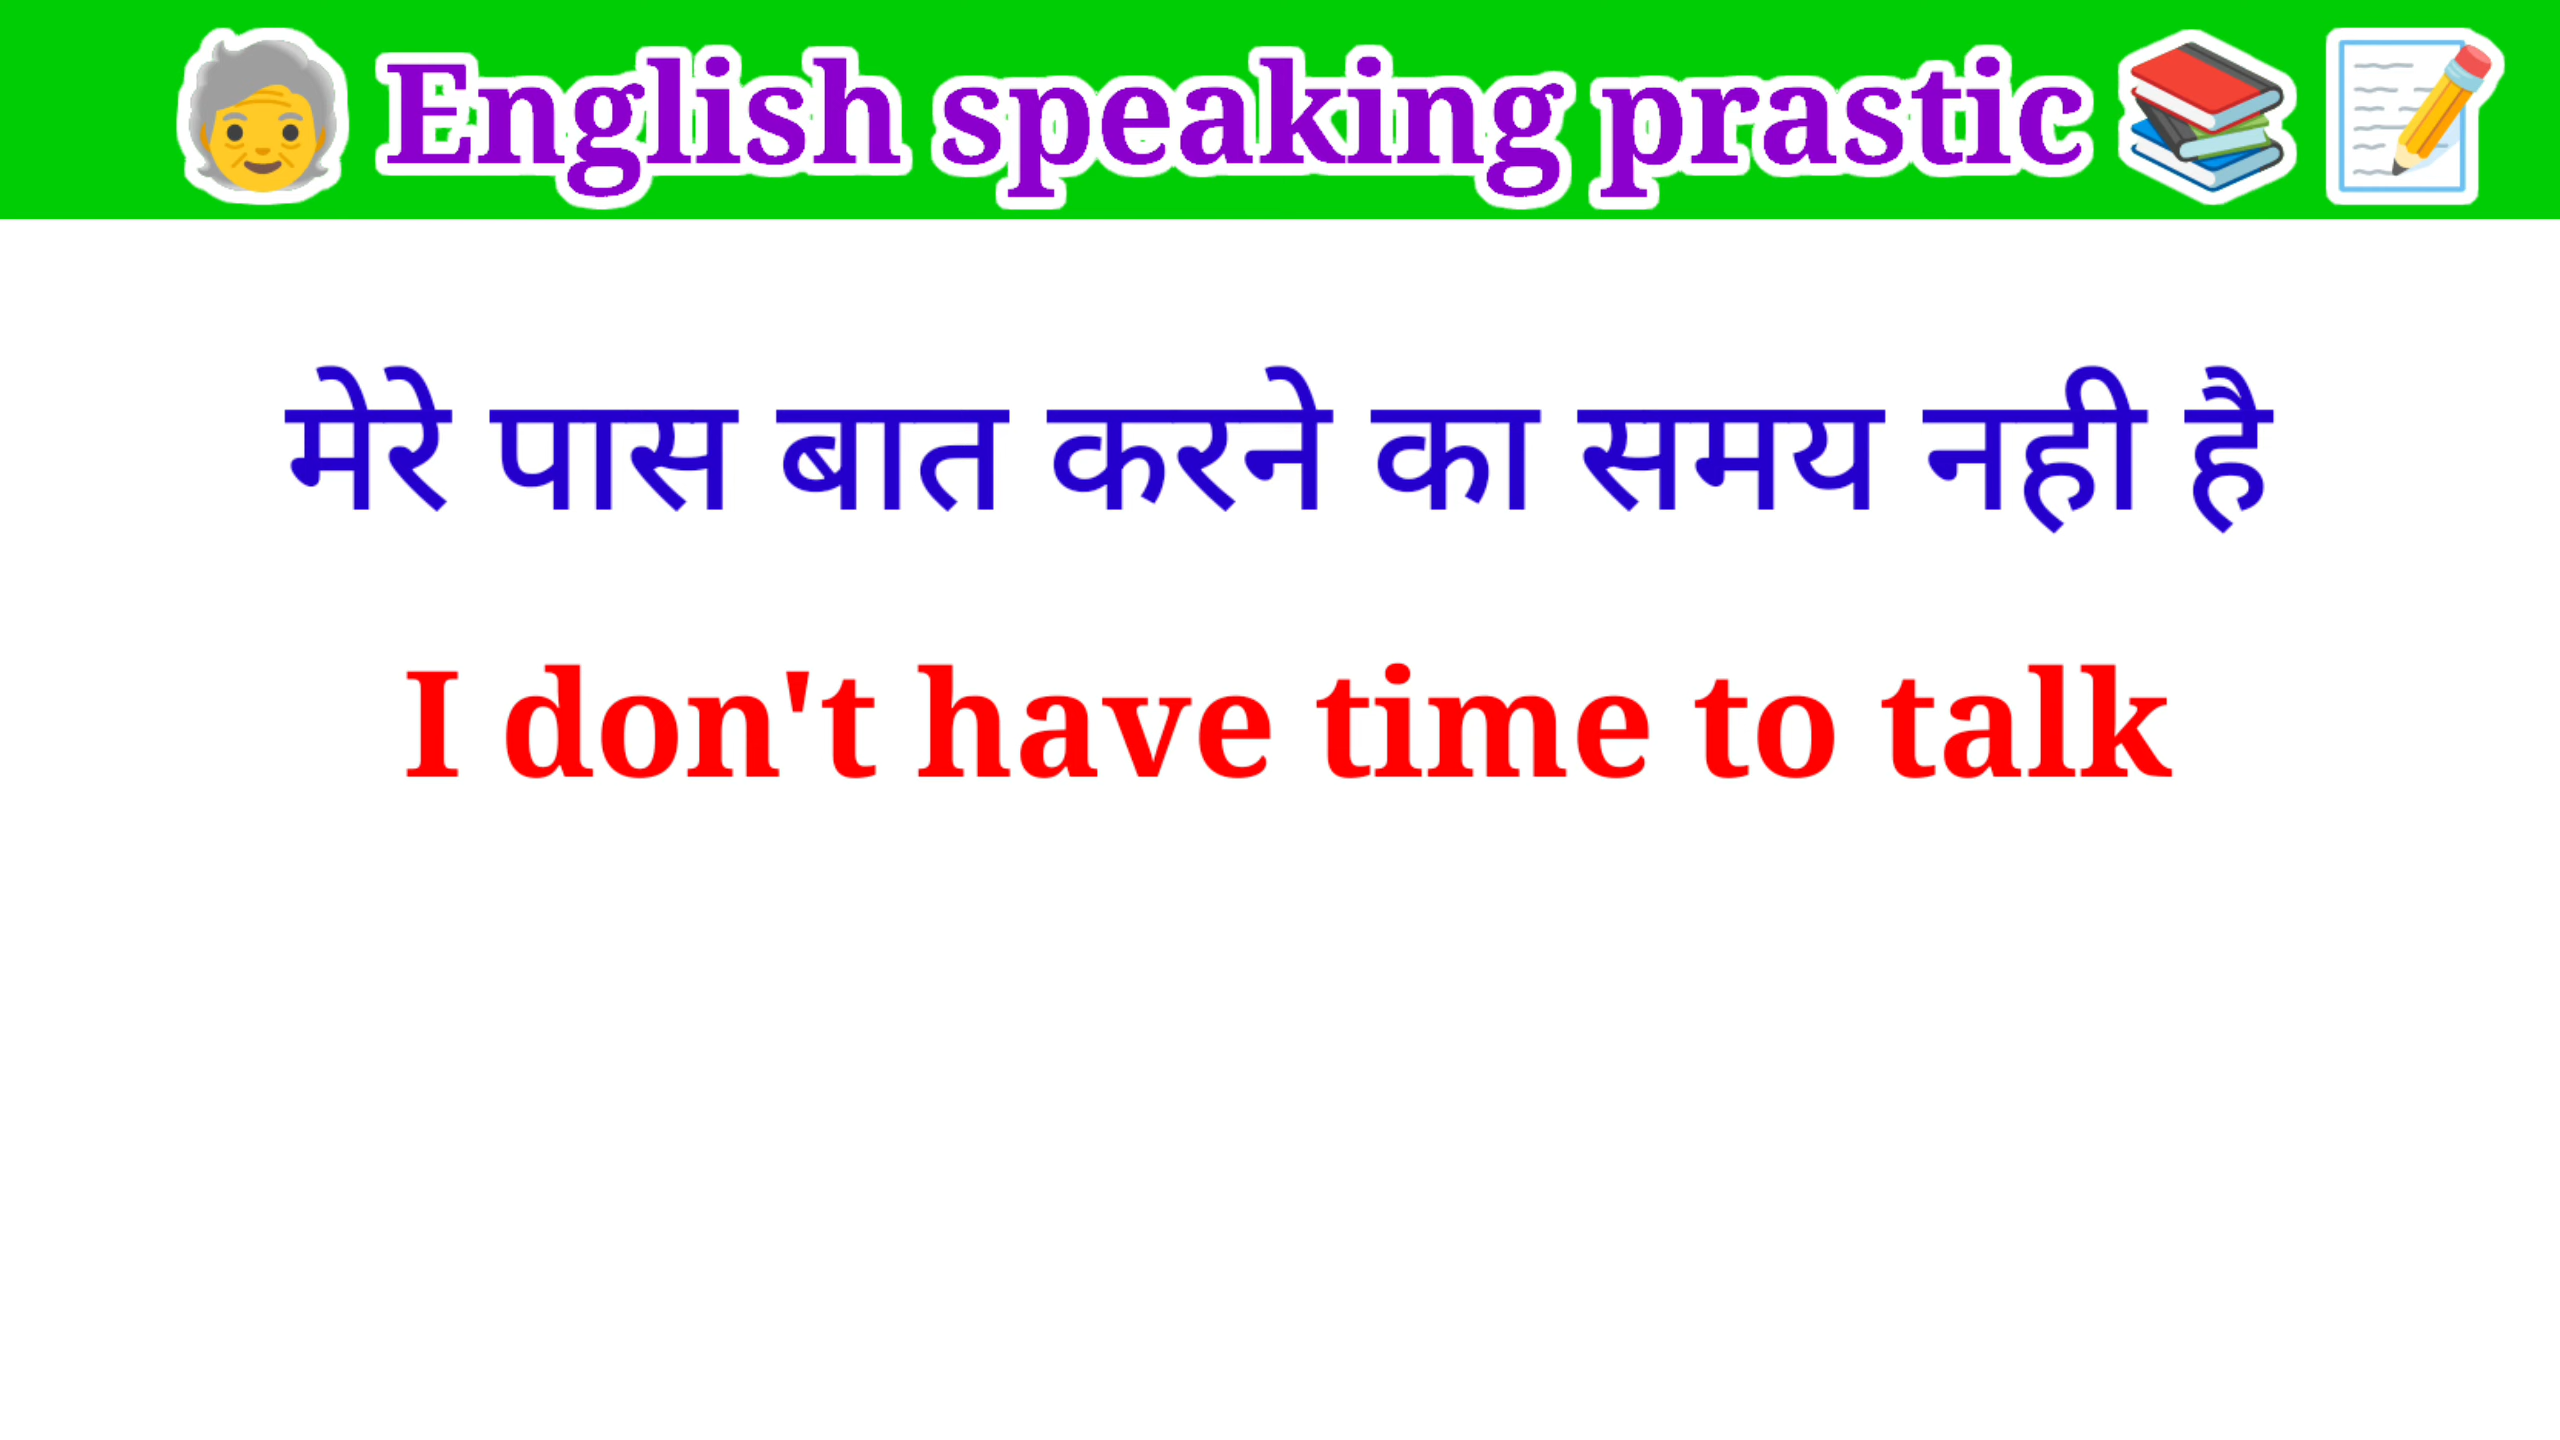 English speaking prastic
मेरे पास बात करने का समय नही है
I don't have time to talk